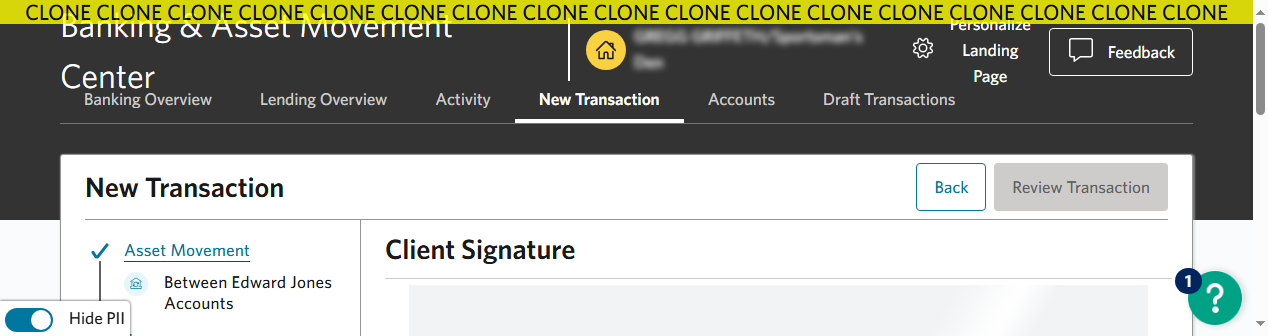 CLONE CLONE CLONE CLONE CLONE CLONE CLONE CLONE CLONE CLONE CLONE CLONE CLONE CLONE CLONE CLONE CLONE
Banking & Asset Movement
Center
Personalize
Landing
Page
Feedback
Banking Overview
Lending Overview
Activity
New Transaction
Accounts
Draft Transactions
New Transaction
Back
Review Transaction
Asset Movement
Between Edward Jones
Accounts
Client Signature
1
?
Hide PII